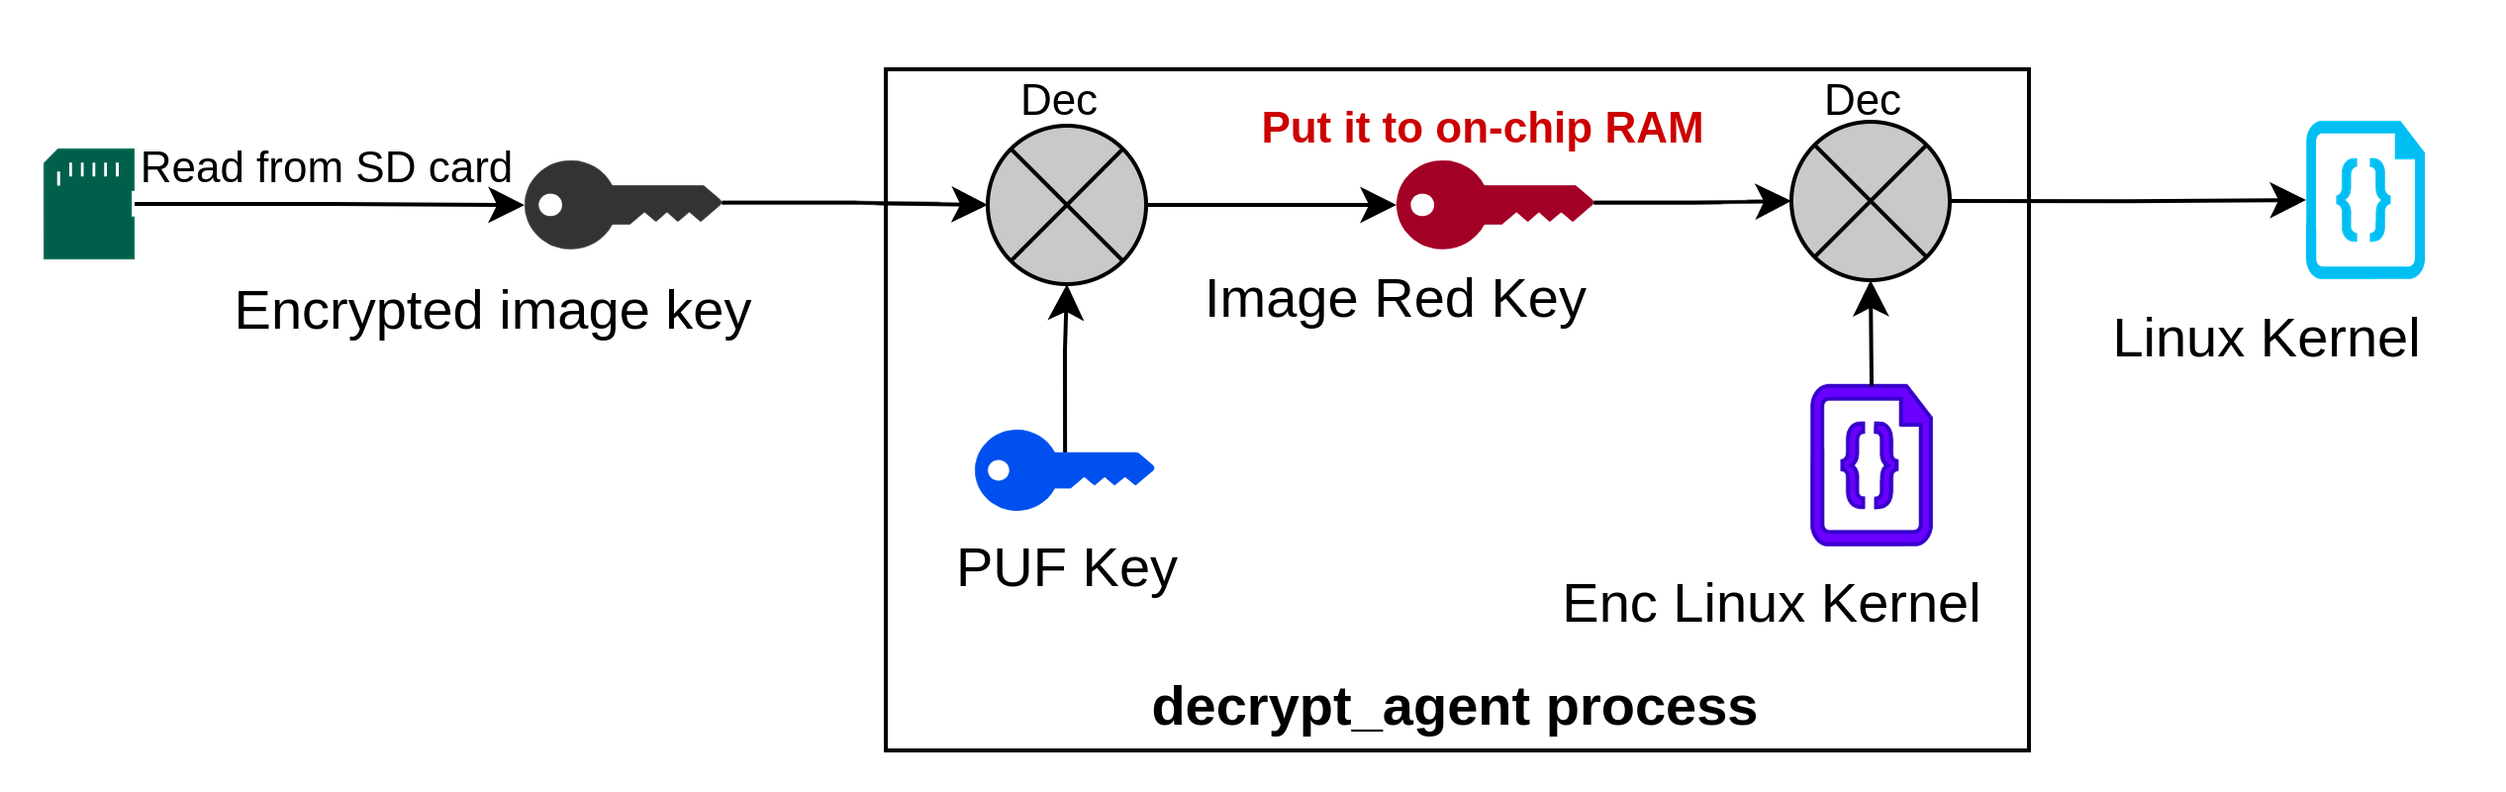 Dec
Dec
Put it to on-chip RAM
Read from SD card
{}
Encrypted image key
Image Red Key
Linux Kernel
{}
PUF Key
Enc Linux Kernel
decrypt_agent process